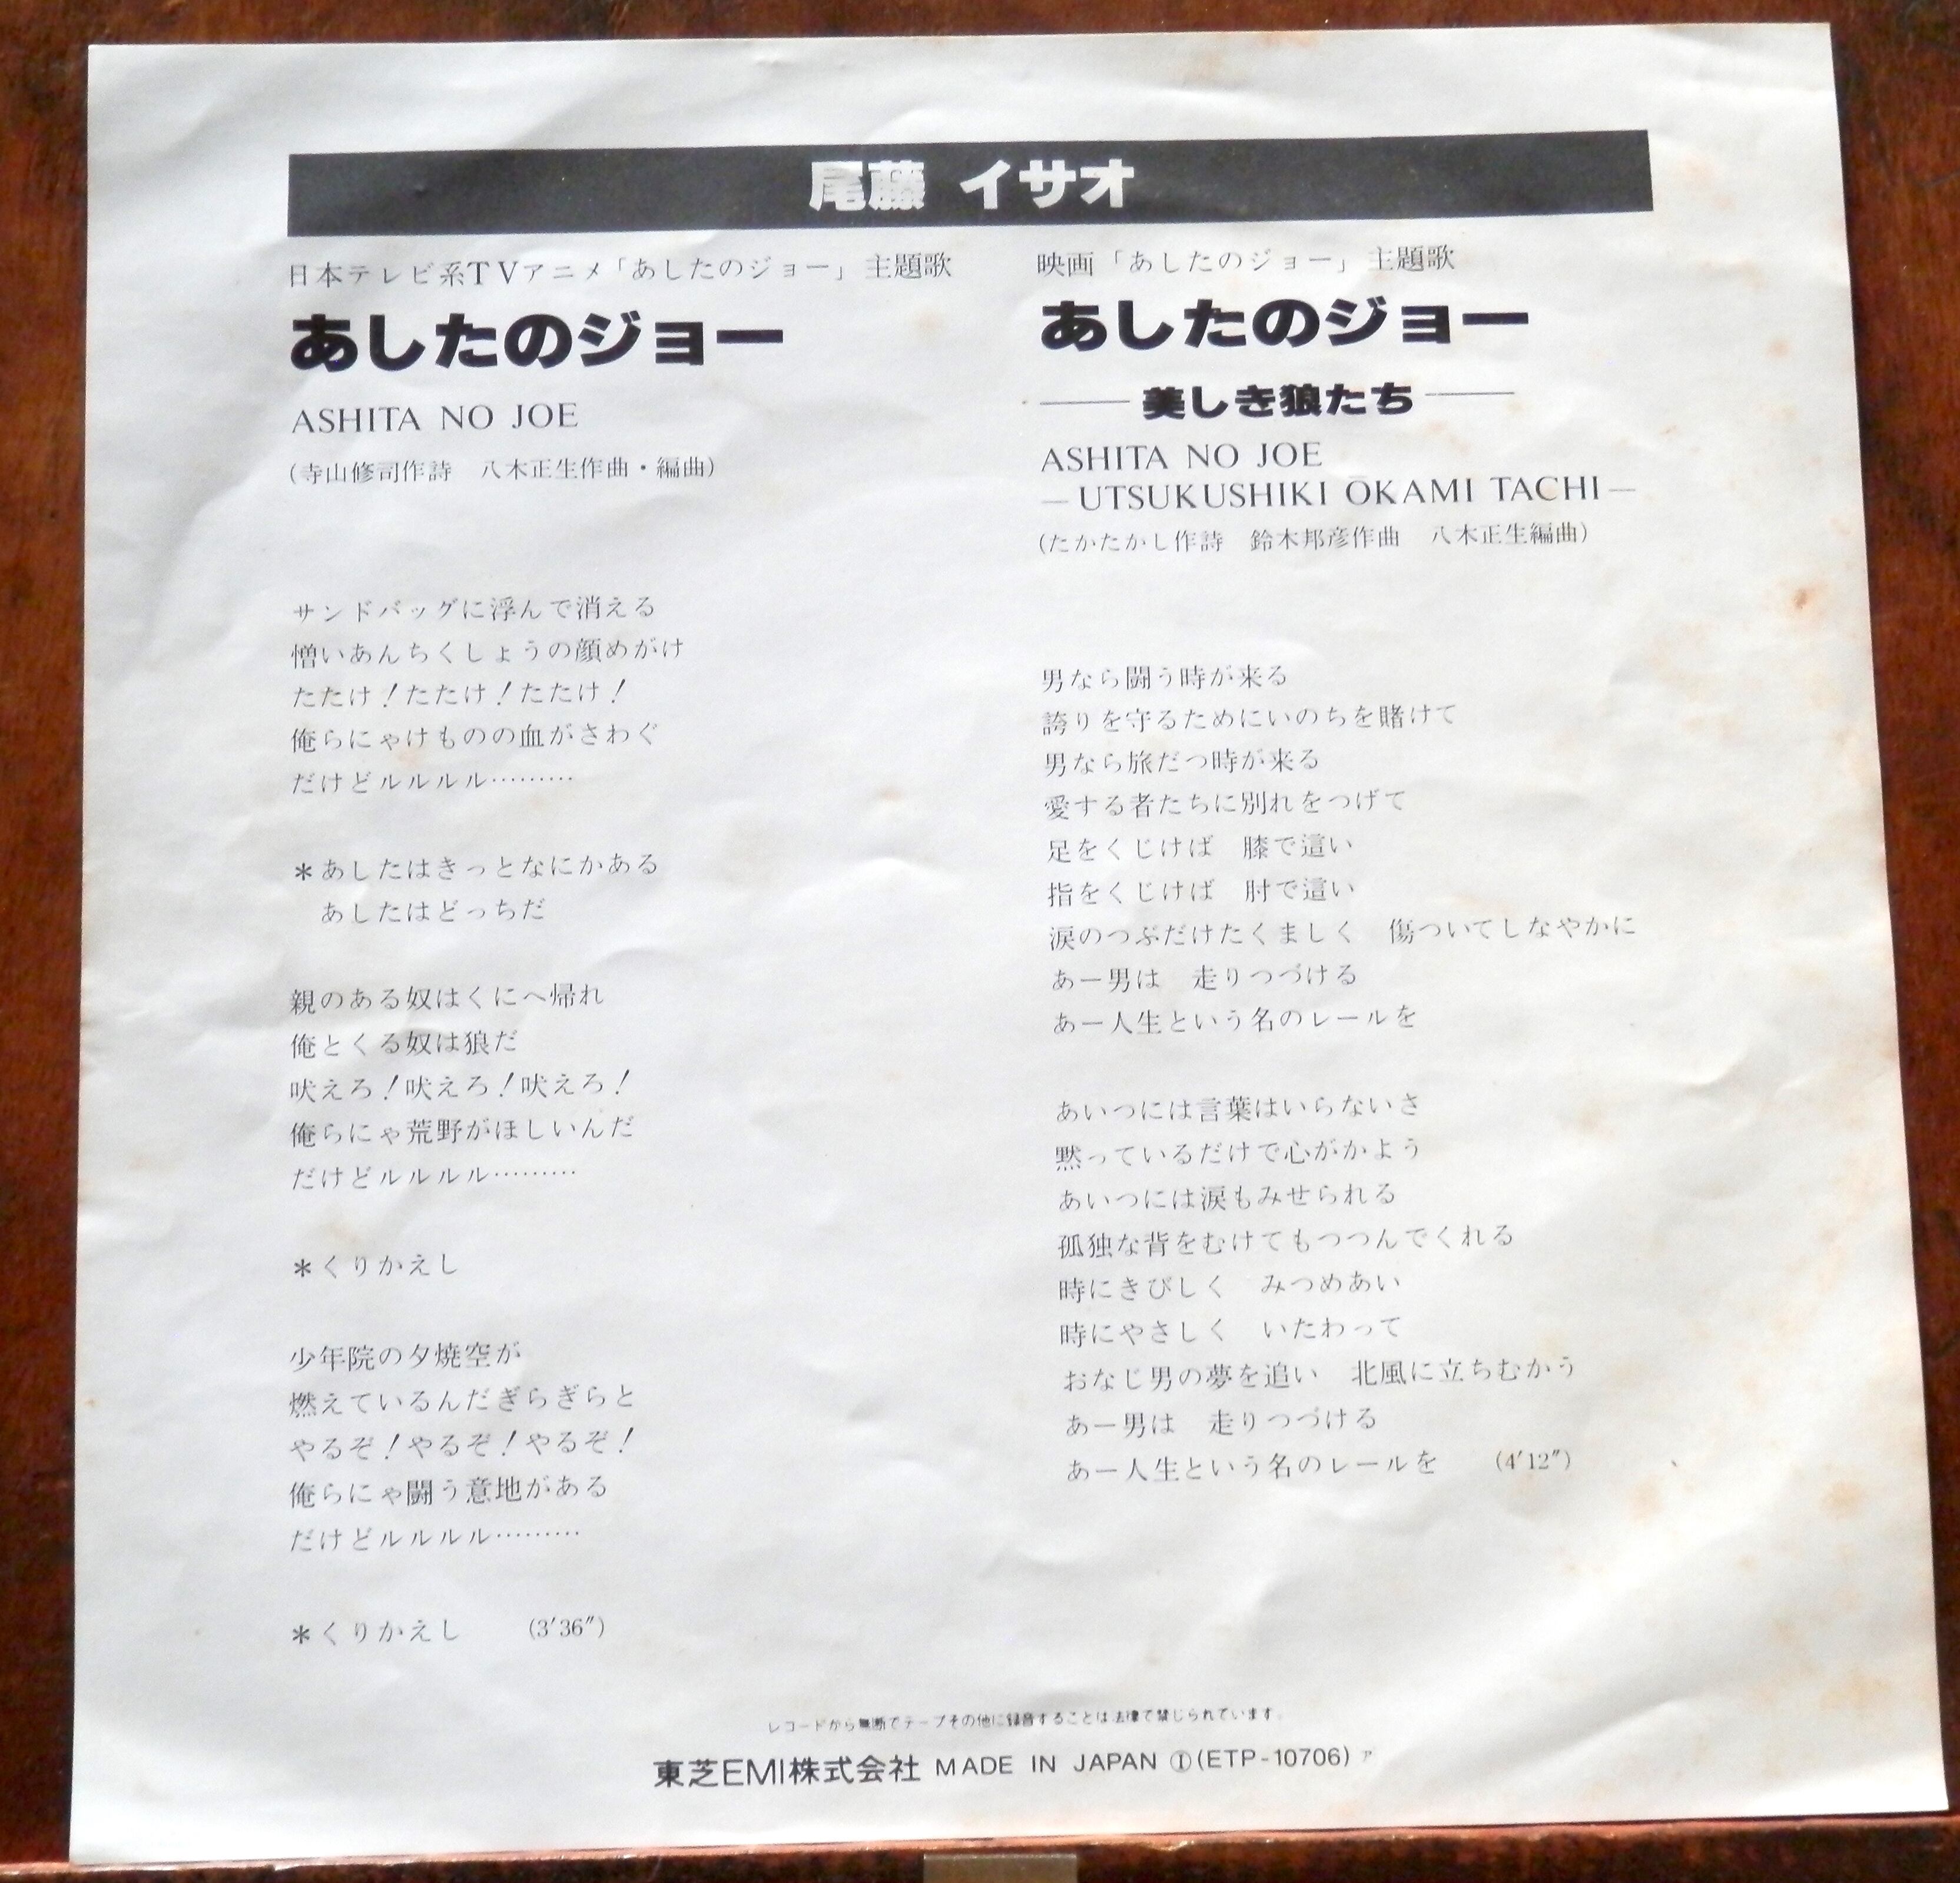 尾藤 イサオ
日本テレビ系TVアニメ「あしたのジョー」主題歌
あしたのジョー
ASHITA NO JOE
(寺山修司作詩 八木正生作曲・編曲)
サンドバッグに浮んで消える
憎いあんちくしょうの顔めがけ
たたけ!たたけ!たたけ!
俺らにゃけものの血がさわぐ
だけどルルルル………
*あしたはきっとなにかある
あしたはどっちだ
親のある奴はくにへ帰れ
俺とくる奴は狼だ
吠えろ!吠えろ!吠えろ!
俺らにゃ荒野がほしいんだ
だけどルルルル………
*くりかえし
少年院の夕焼空が
燃えているんだぎらぎらと
やるぞ!やるぞ!やるぞ!
俺らにゃ闘う意地がある
だけどルルルル………
*くりかえし (3′36″)
映画「あしたのジョー」主題歌
あしたのジョー
―美しき狼たち―
ASHITA NO JOE
—UTSUKUSHIKI ŌKAMI TACHI—
(たかたかし作詩 鈴木邦彦作曲 八木正生編曲)
男なら闘う時が来る
誇りを守るためにいのちを賭けて
男なら旅だつ時が来る
愛する者たちに別れをつげて
足をくじけば 膝で這い
指をくじけば 肘で這い
涙のつぶだけたくましく 傷ついてしなやかに
あー男は 走りつづける
あー人生という名のレールを
あいつには言葉はいらないさ
黙っているだけで心がかよう
あいつには涙もみせられる
孤独な背をむけてもつつんでくれる
時にきびしく みつめあい
時にやさしく いたわって
おなじ男の夢を追い 北風に立ちむかう
あー男は 走りつづける
あー人生という名のレールを (4′12″)
レコードから無断でテープその他に録音することは法律で禁じられています。
東芝EMI株式会社 MADE IN JAPAN Ⓘ(ETP-10706) ア